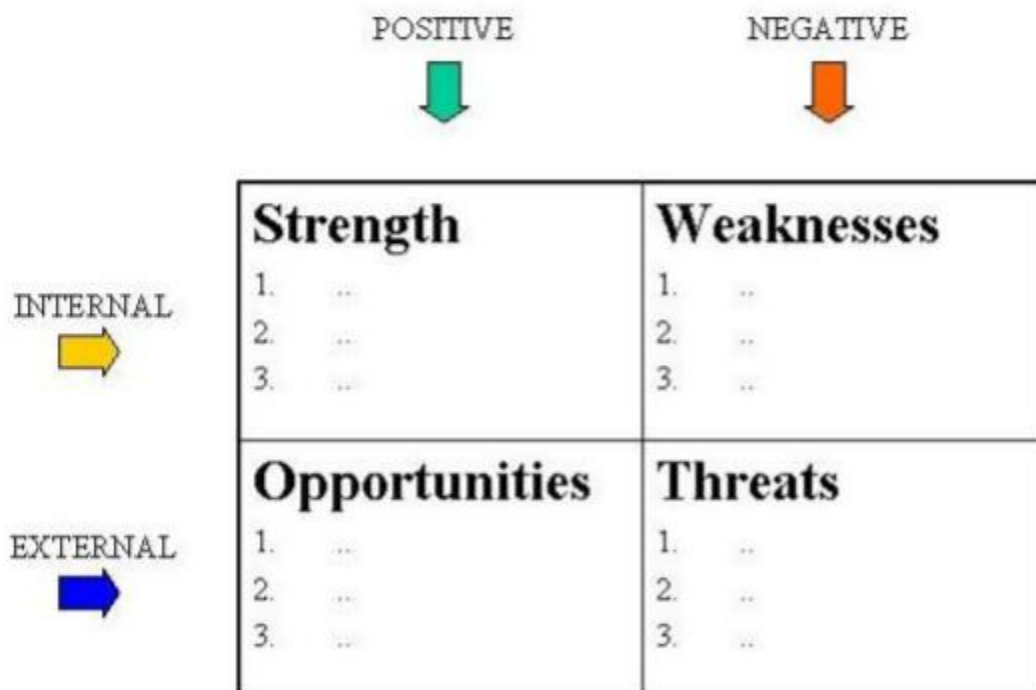 POSITIVE NEGATIVE
Strength Weaknesses
1. .. 1. ..
INTERNAL
2. .. 2. ..
3. .. 3. ..
Opportunities Threats
1. .. 1. ..
EXTERNAL
2. .. 2. ..
3. .. 3. ..